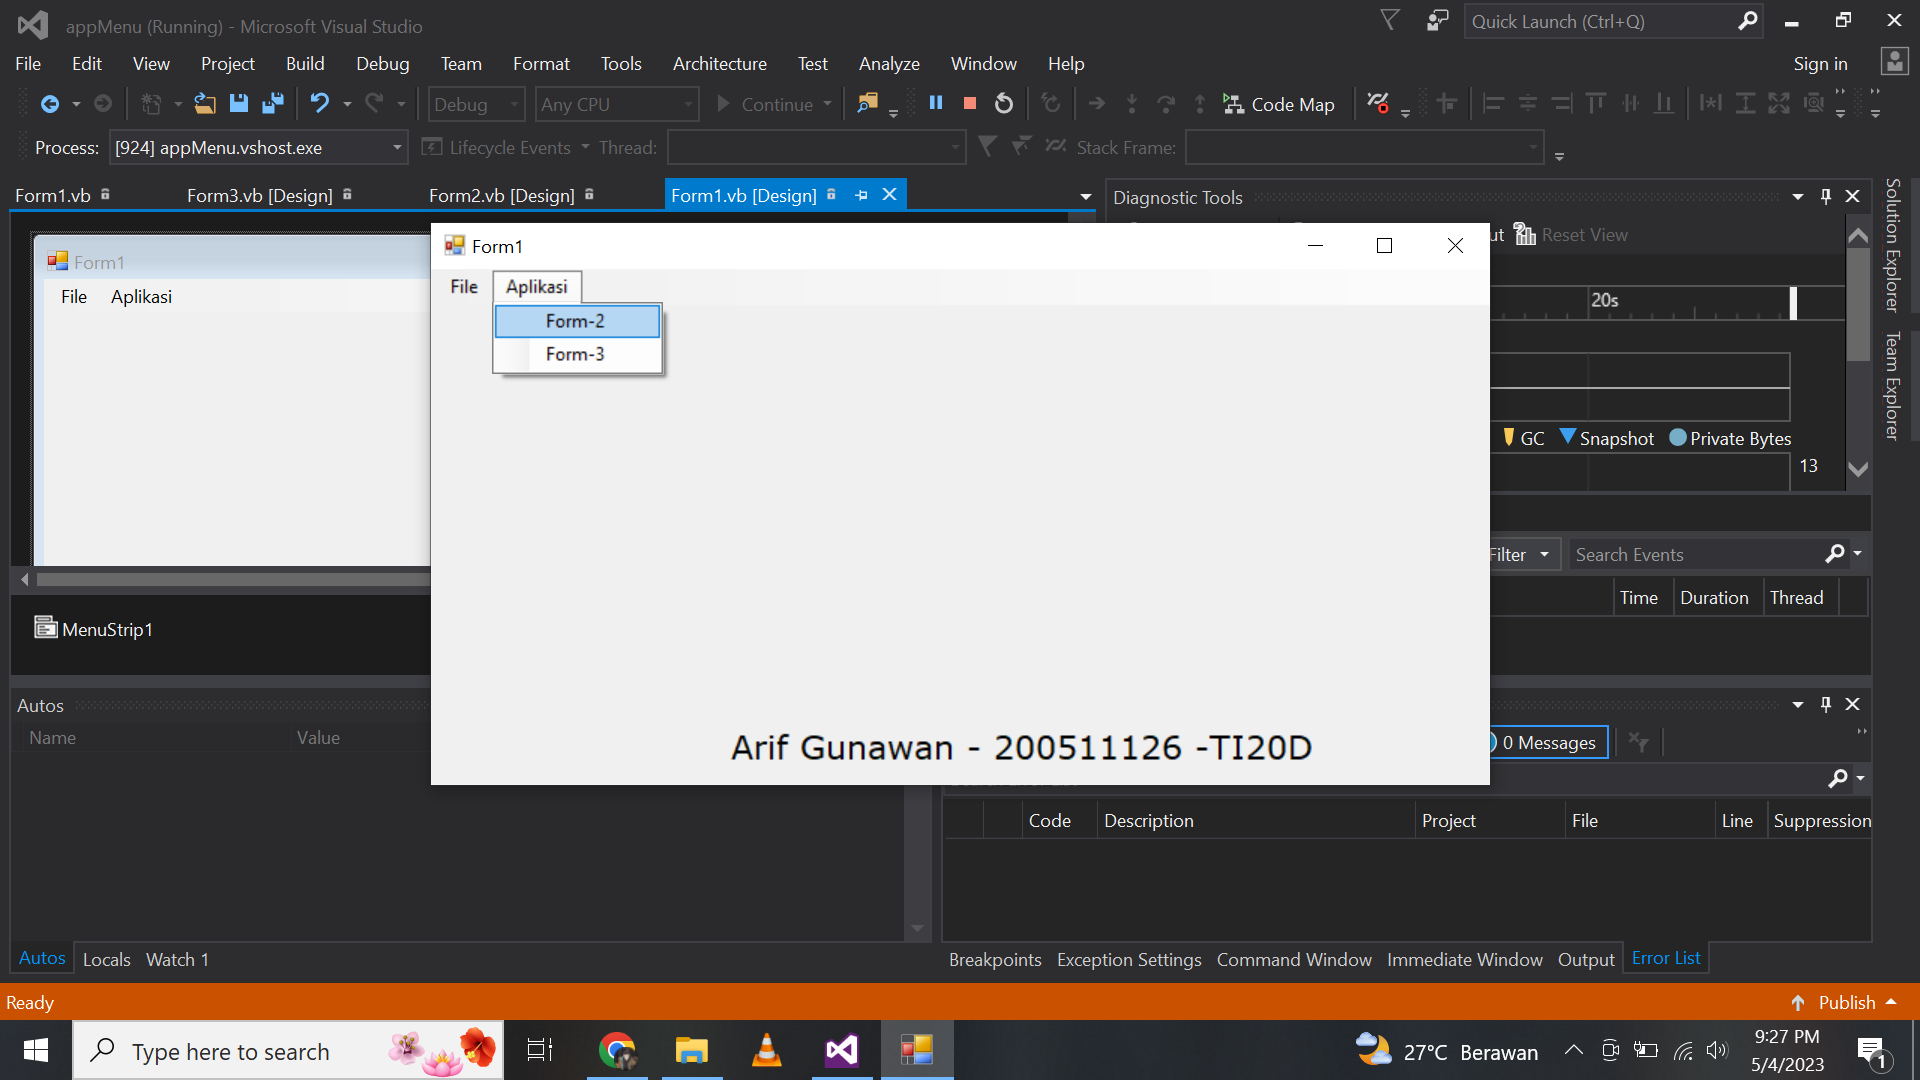 appMenu (Running) - Microsoft Visual Studio
Quick Launch (Ctrl+Q)
File Edit View Project Build Debug Team Format Tools Architecture Test Analyze Window Help
Sign in
Debug Any CPU Continue Code Map
Process: [924] appMenu.vshost.exe Lifecycle Events Thread: Stack Frame:
Form1.vb Form3.vb [Design] Form2.vb [Design] Form1.vb [Design]
Diagnostic Tools
Reset View
Form1
File Aplikasi
Form1
File Aplikasi
Form-2
Form-3
Arif Gunawan - 200511126 -TI20D
20s
GC Snapshot Private Bytes
13
Filter Search Events
Time Duration Thread
Solution Explorer
Team Explorer
MenuStrip1
Autos
Name Value
0 Messages
Code Description Project File Line Suppression
Autos Locals Watch 1
Breakpoints Exception Settings Command Window Immediate Window Output Error List
Ready
Publish
Type here to search
27°C Berawan
9:27 PM
5/4/2023
1